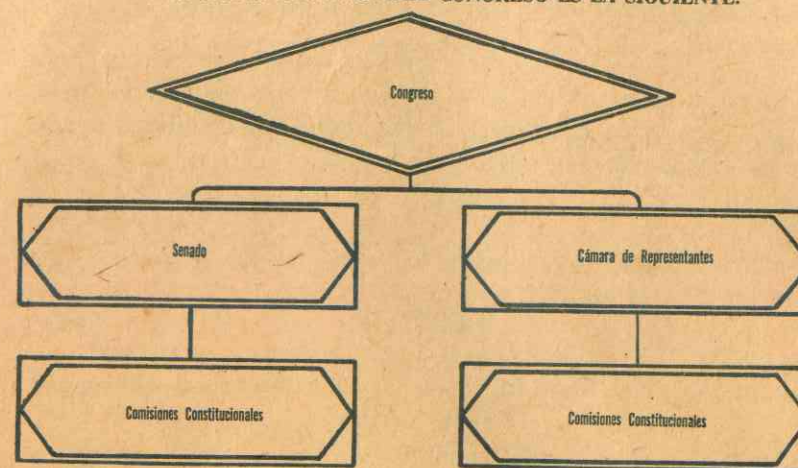 CONGRESO ES LA SIGUIENTE:
Congreso
Senado
Cámara de Representantes
Comisiones Constitucionales
Comisiones Constitucionales